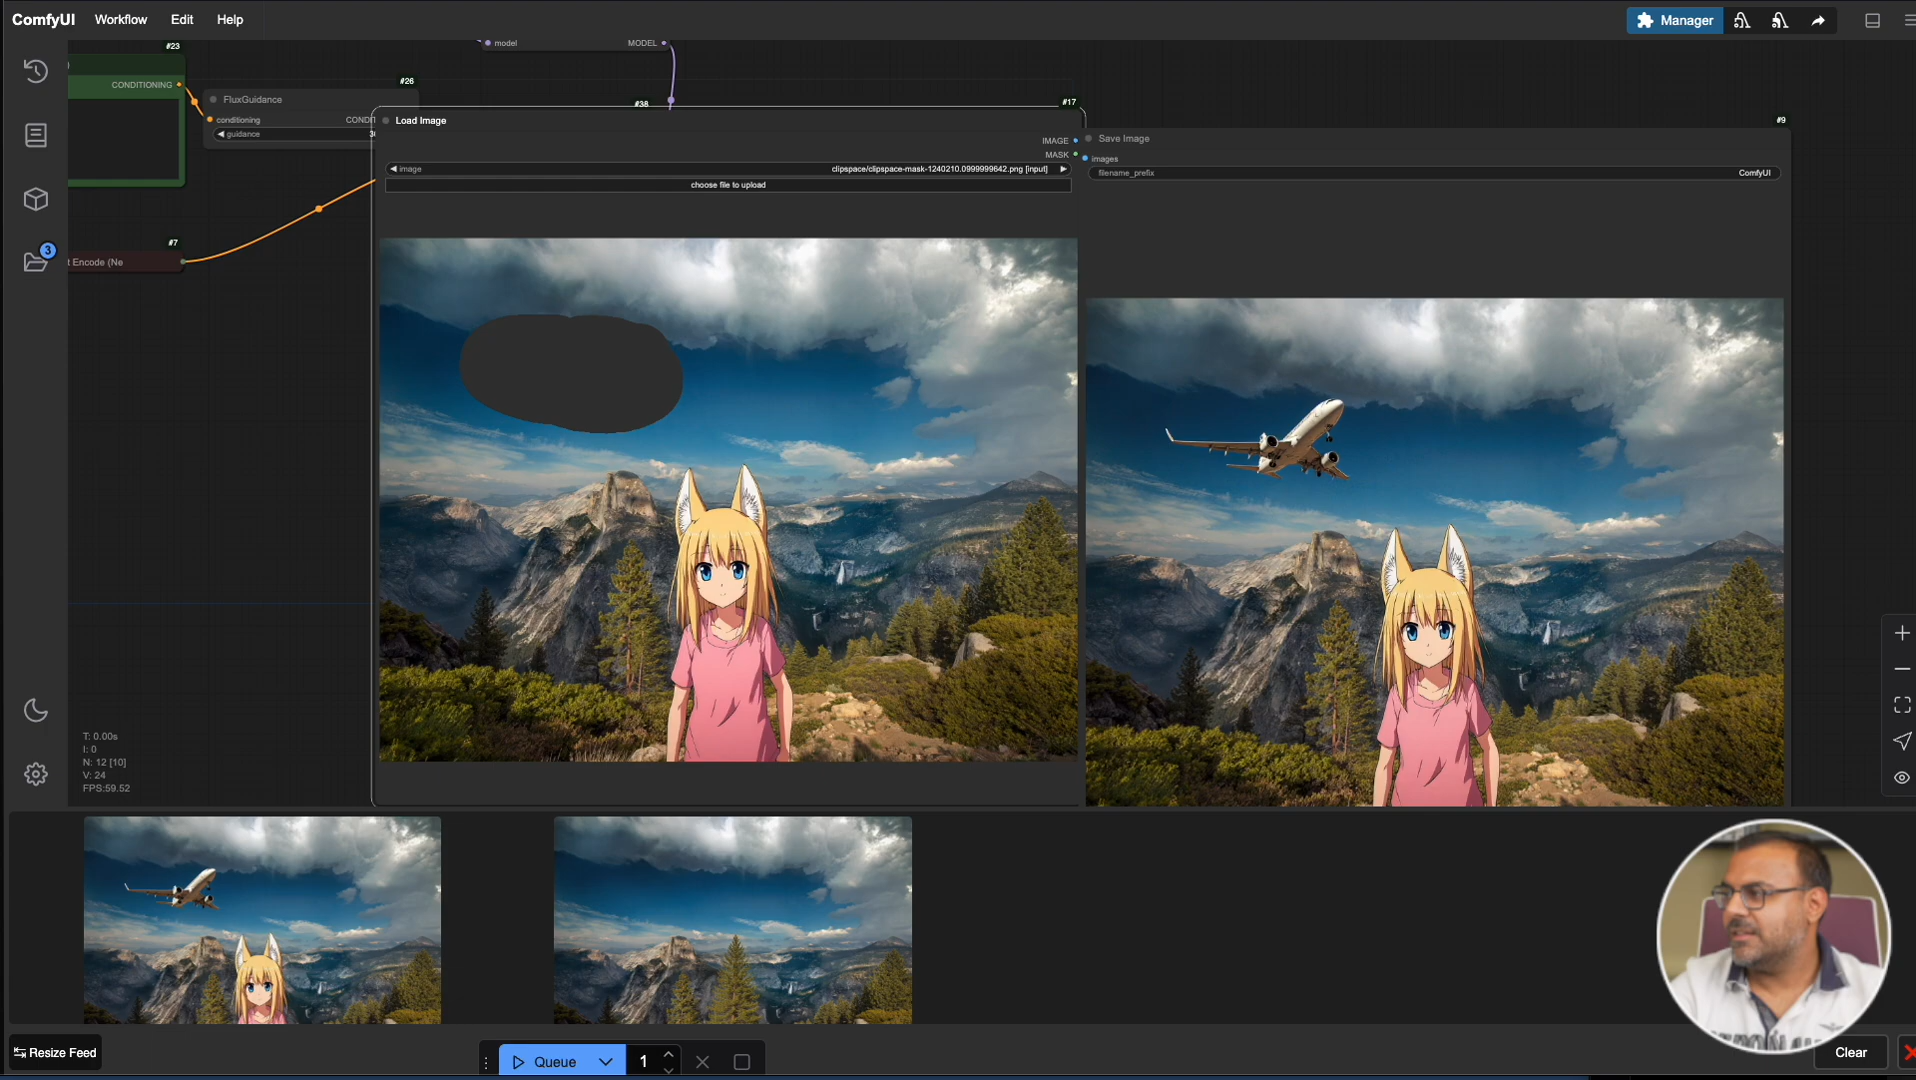 ComfyUI Workflow Edit Help
Manager
#23
model MODEL
CONDITIONING
#26
FluxGuidance
#38
#17
conditioning CONDI
Load Image
#9
guidance
IMAGE
Save Image
MASK
images
image clipspace/clipspace-mask-1240210.0999999642.png [input]
filename_prefix ComfyUI
choose file to upload
#7
3
t Encode (Ne
T: 0.00s
I: 0
N: 12 [10]
V: 24
FPS:59.52
Resize Feed
Queue
1
Clear